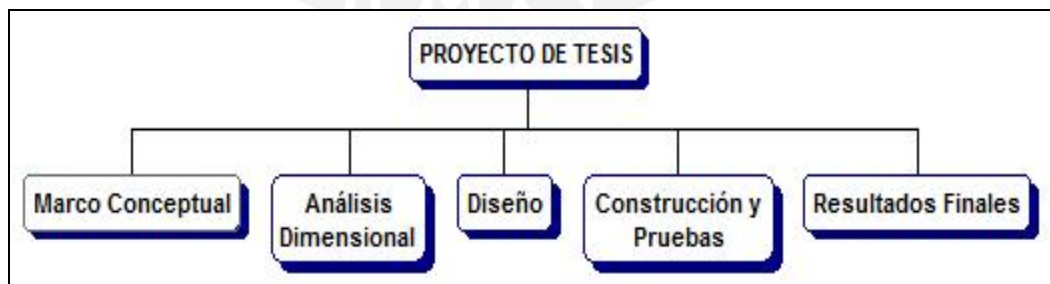 PROYECTO DE TESIS
Marco Conceptual
Análisis
Dimensional
Diseño
Construcción y
Pruebas
Resultados Finales